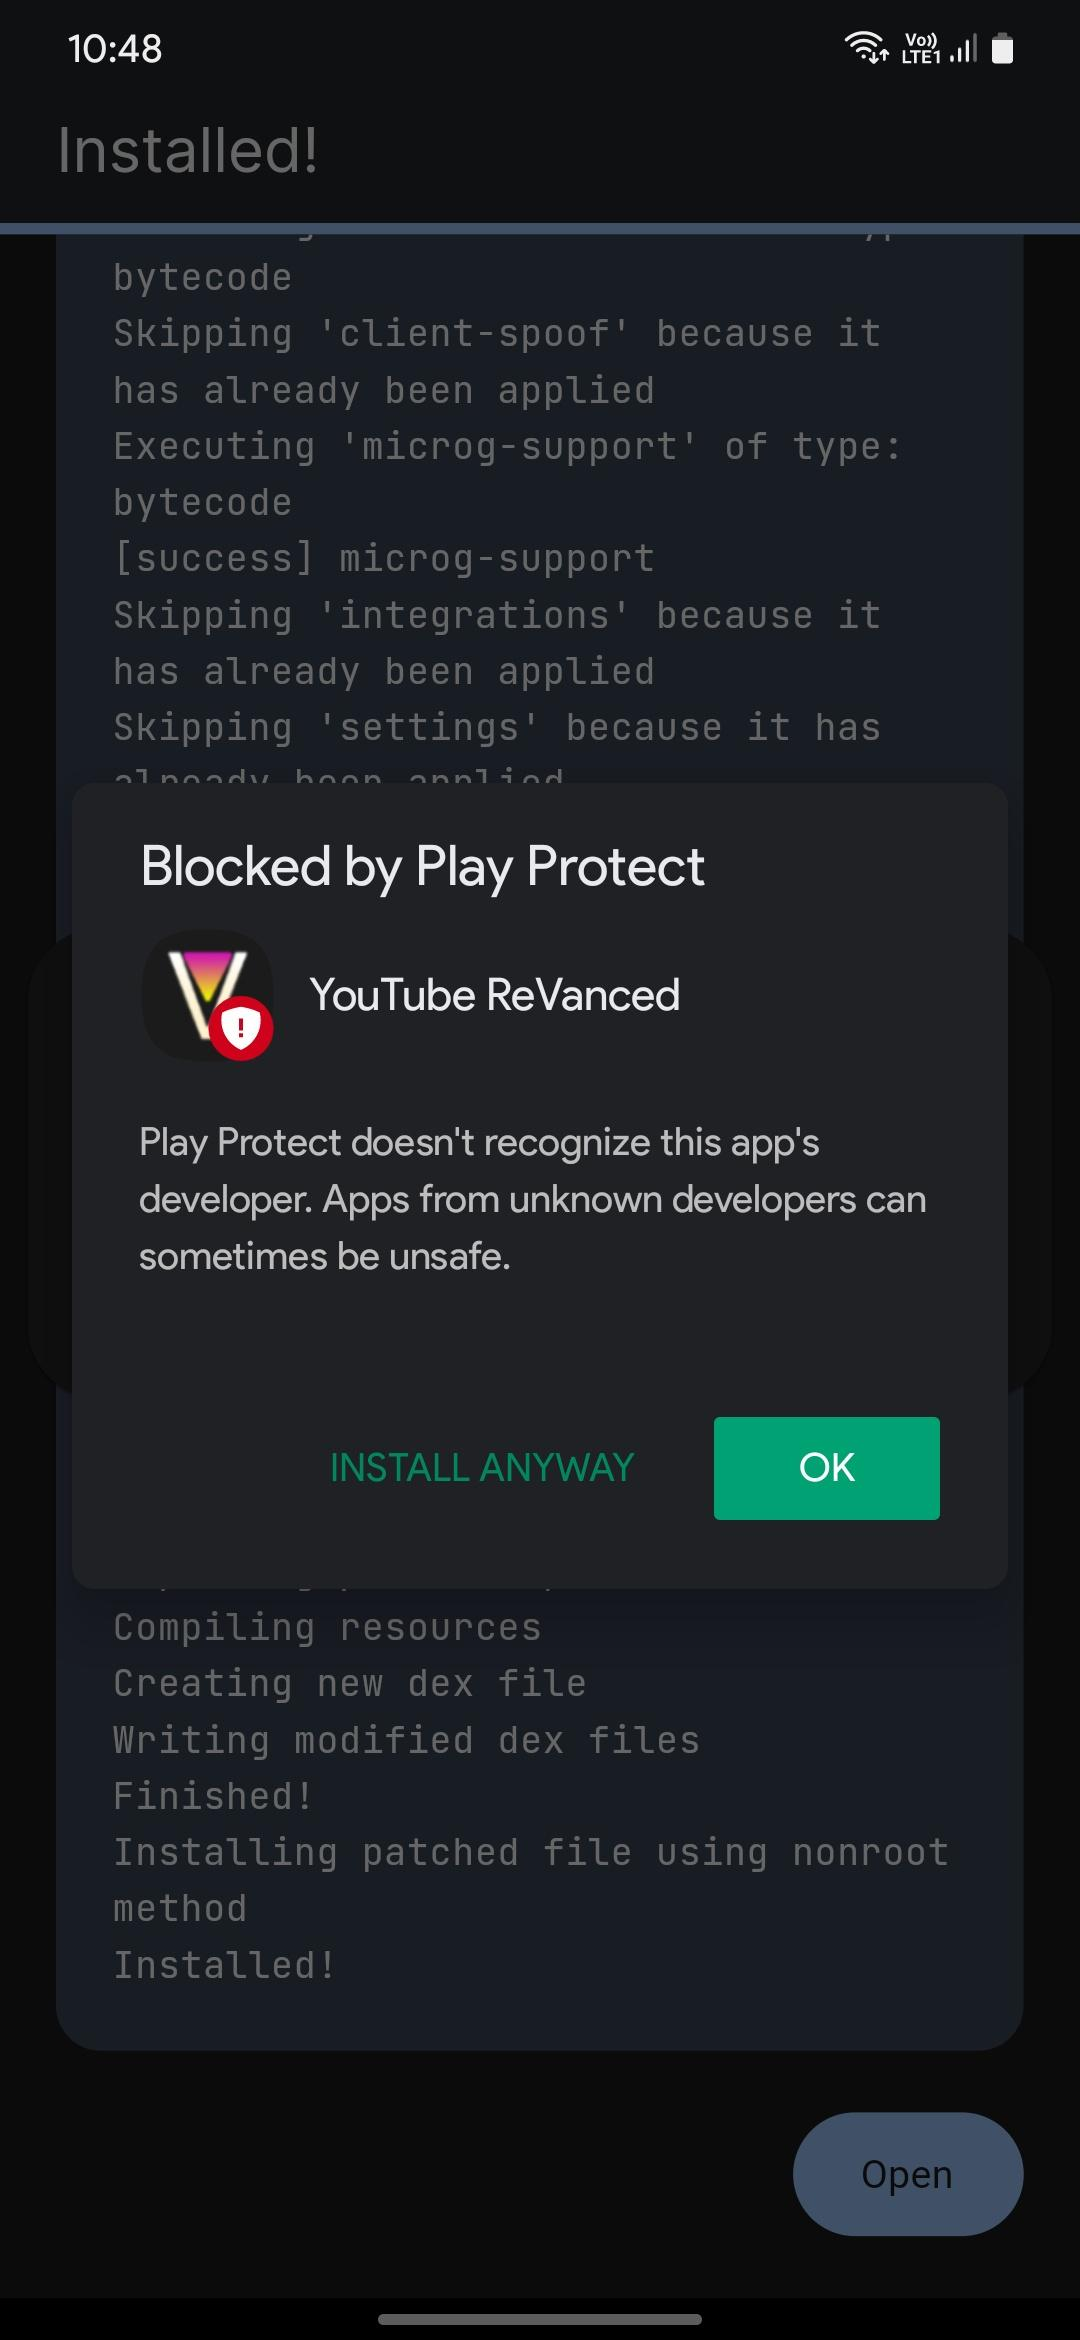 10:48
Vo))
LTE1
Installed!
bytecode
Skipping 'client-spoof' because it
has already been applied
Executing 'microg-support' of type:
bytecode
[success] microg-support
Skipping 'integrations' because it
has already been applied
Skipping 'settings' because it has
already been applied
Blocked by Play Protect
YouTube ReVanced
Play Protect doesn't recognize this app's
developer. Apps from unknown developers can
sometimes be unsafe.
INSTALL ANYWAY
OK
Compiling resources
Creating new dex file
Writing modified dex files
Finished!
Installing patched file using nonroot
method
Installed!
Open